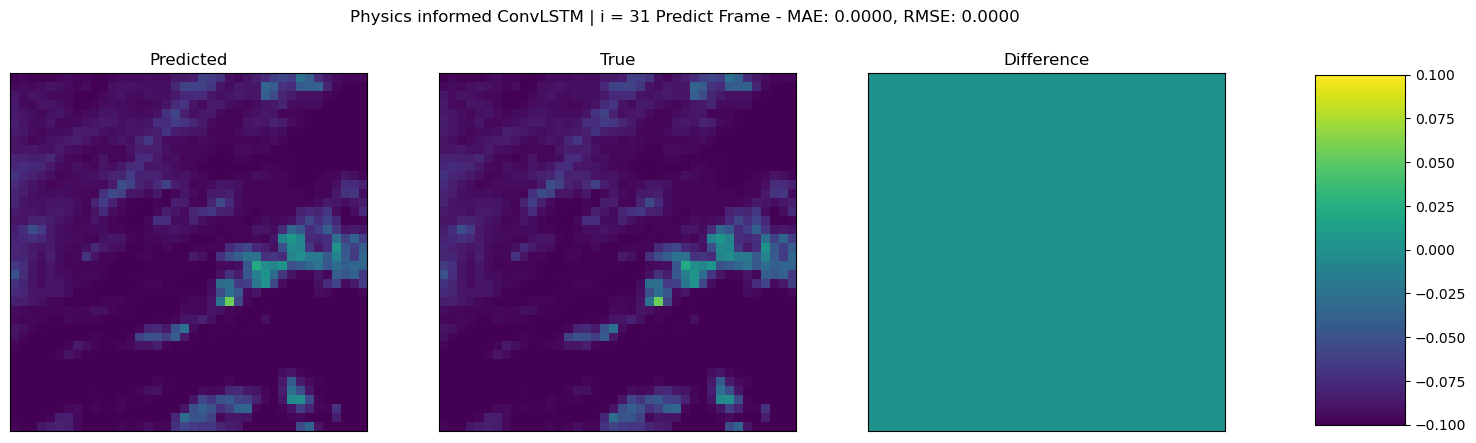 Physics informed ConvLSTM | i = 31 Predict Frame - MAE: 0.0000, RMSE: 0.0000
Predicted
True
Difference
0.100
0.075
0.050
0.025
0.000
−0.025
−0.050
−0.075
−0.100